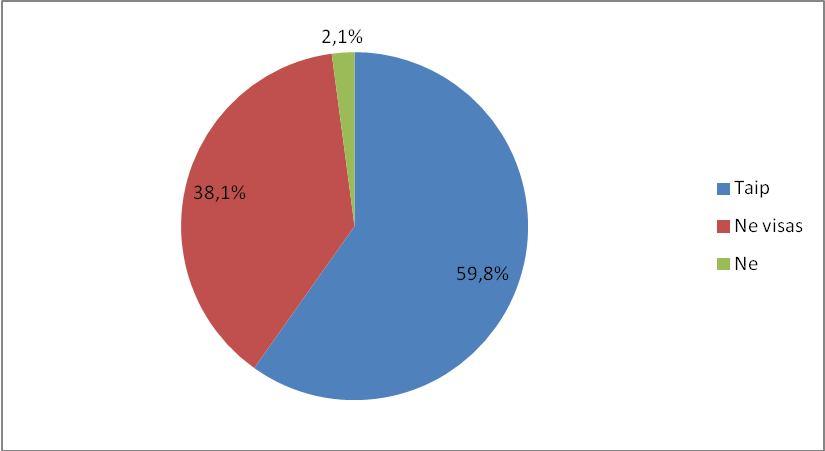 2,1%
38,1%
59,8%
Taip
Ne visas
Ne